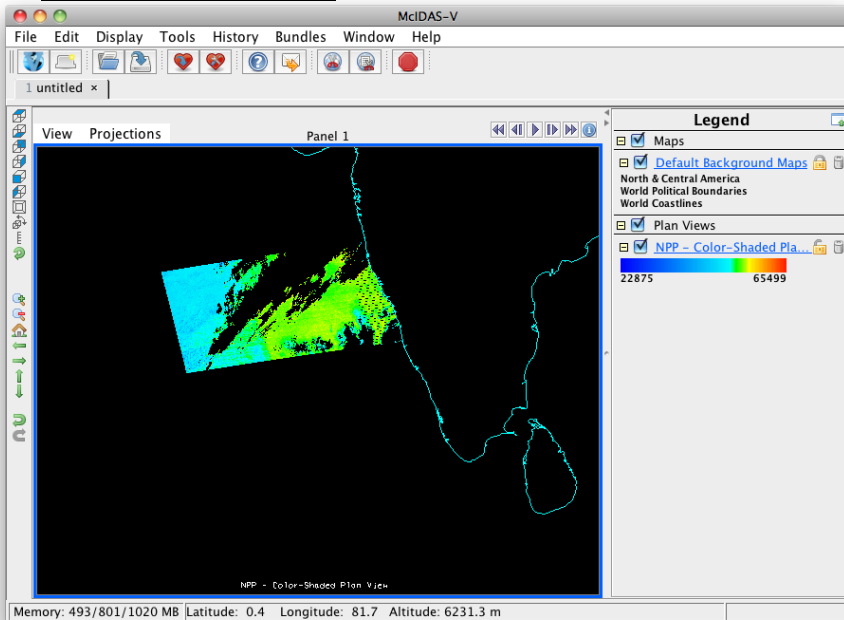 McIDAS-V
File Edit Display Tools History Bundles Window Help
1 untitled ×
View Projections
Panel 1
Legend
Maps
Default Background Maps
North & Central America
World Political Boundaries
World Coastlines
Plan Views
NPP - Color-Shaded Pla...
22875 65499
NPP - Color-Shaded Plan View
Memory: 493/801/1020 MB Latitude: 0.4 Longitude: 81.7 Altitude: 6231.3 m